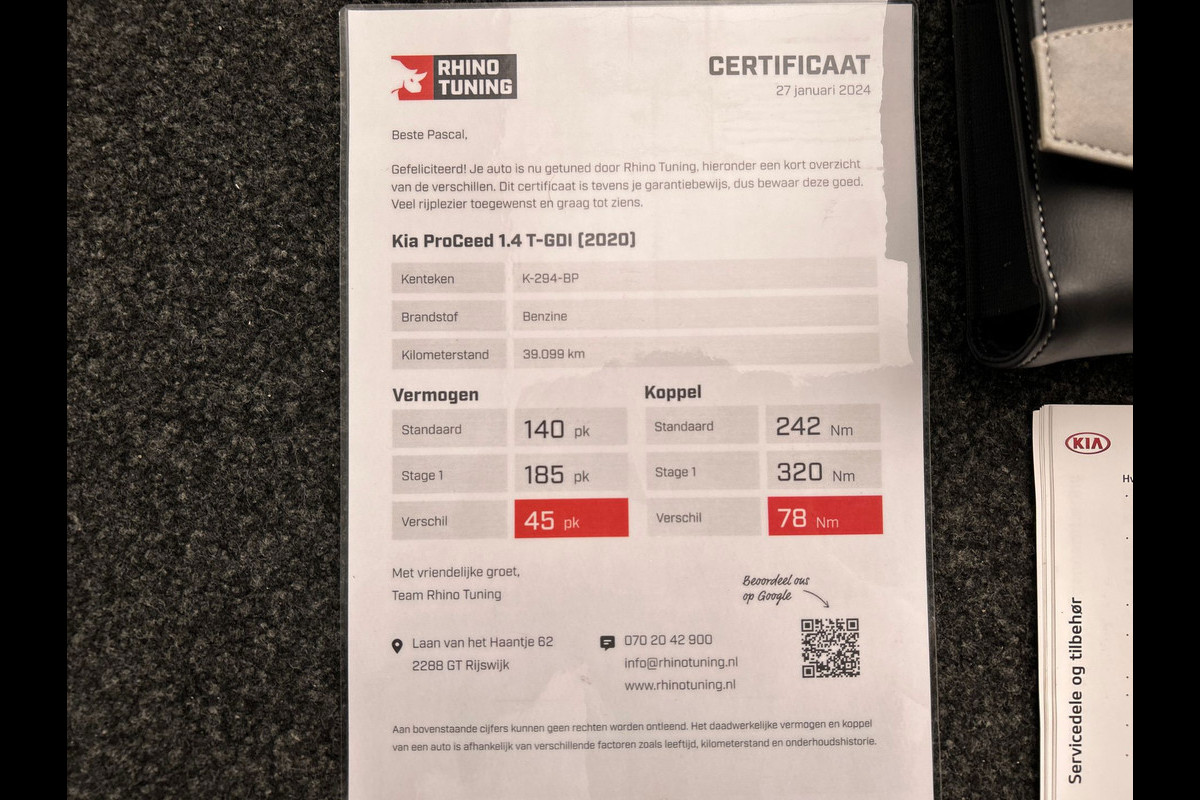 RHINO
TUNING
CERTIFICAAT
27 januari 2024
Beste Pascal,
Gefeliciteerd! Je auto is nu getuned door Rhino Tuning, hieronder een kort overzicht
van de verschillen. Dit certificaat is tevens je garantiebewijs, dus bewaar deze goed.
Veel rijplezier toegewenst en graag tot ziens.
Kia ProCeed 1.4 T-GDI (2020)
Kenteken K-294-BP
Brandstof Benzine
Kilometerstand 39.099 km
Vermogen
Standaard 140 pk
Stage 1 185 pk
Verschil 45 pk
Koppel
Standaard 242 Nm
Stage 1 320 Nm
Verschil 78 Nm
Met vriendelijke groet,
Team Rhino Tuning
Beoordeel ons
op Google
Laan van het Haantje 62
2288 GT Rijswijk
070 20 42 900
info@rhinotuning.nl
www.rhinotuning.nl
Aan bovenstaande cijfers kunnen geen rechten worden ontleend. Het daadwerkelijke vermogen en koppel
van een auto is afhankelijk van verschillende factoren zoals leeftijd, kilometerstand en onderhoudshistorie.
KIA
Servicedele og tilbehør